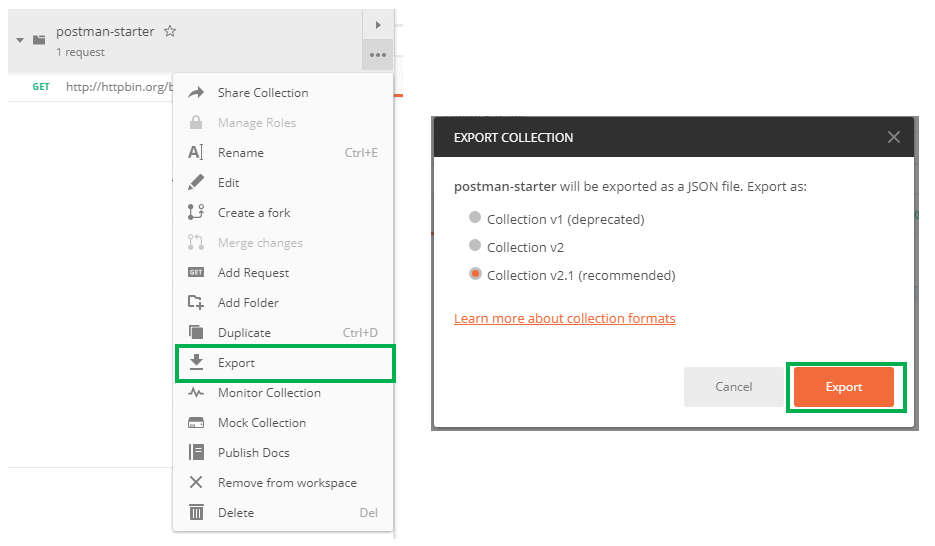 postman-starter
1 request
GET http://httpbin.org/b
Share Collection
Manage Roles
Rename Ctrl+E
Edit
Create a fork
Merge changes
GET Add Request
Add Folder
Duplicate Ctrl+D
Export
Monitor Collection
Mock Collection
Publish Docs
Remove from workspace
Delete Del
EXPORT COLLECTION
postman-starter will be exported as a JSON file. Export as:
Collection v1 (deprecated)
Collection v2
Collection v2.1 (recommended)
Learn more about collection formats
Cancel Export